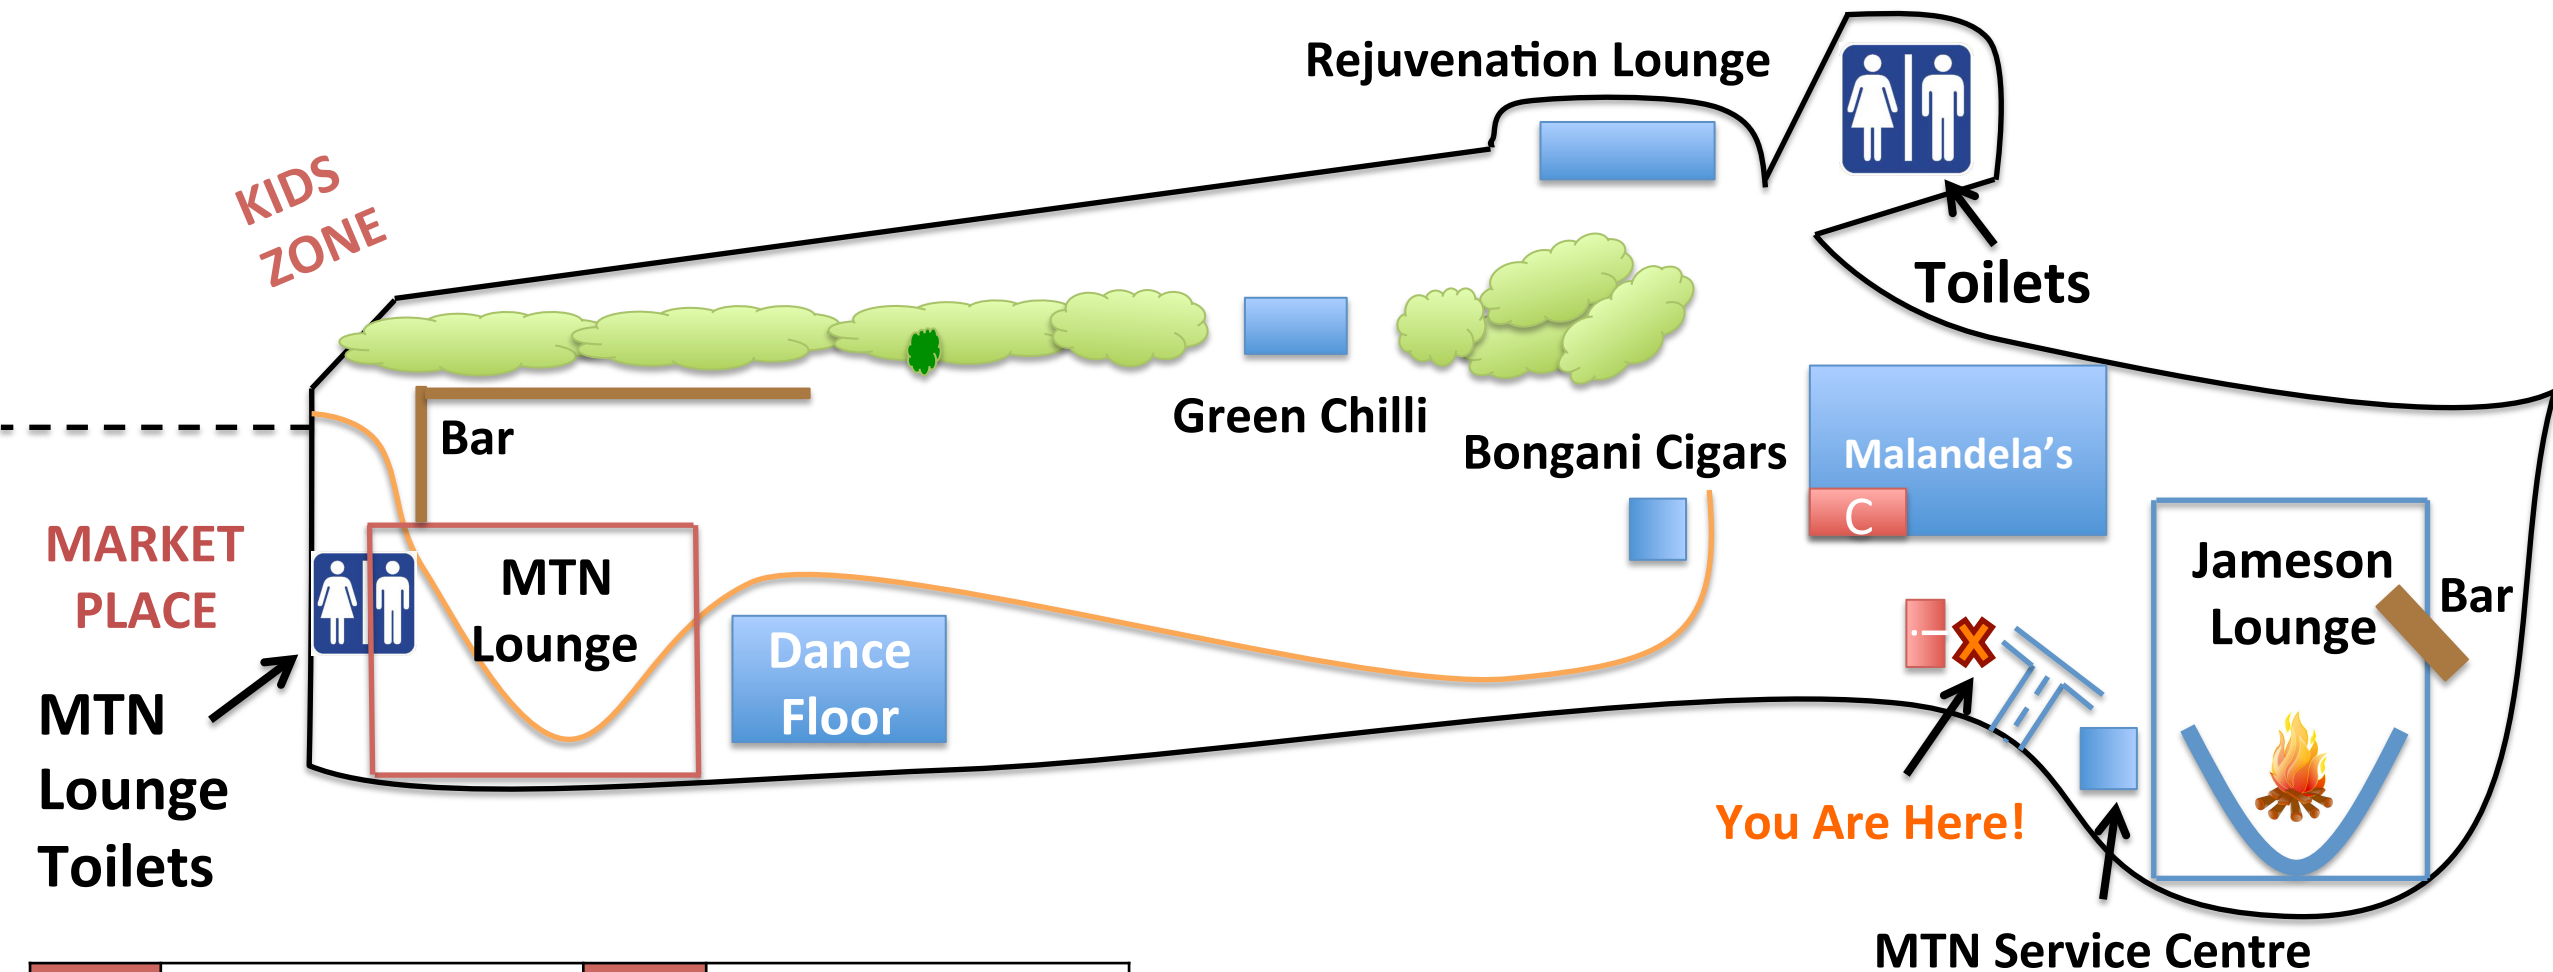 Rejuvenation Lounge
KIDS
ZONE
Toilets
Green Chilli
Bar
Bongani Cigars
Malandela’s
C
MARKET
PLACE
MTN
Lounge
Jameson
Lounge
Bar
i
Dance
Floor
MTN
Lounge
Toilets
You Are Here!
MTN Service Centre